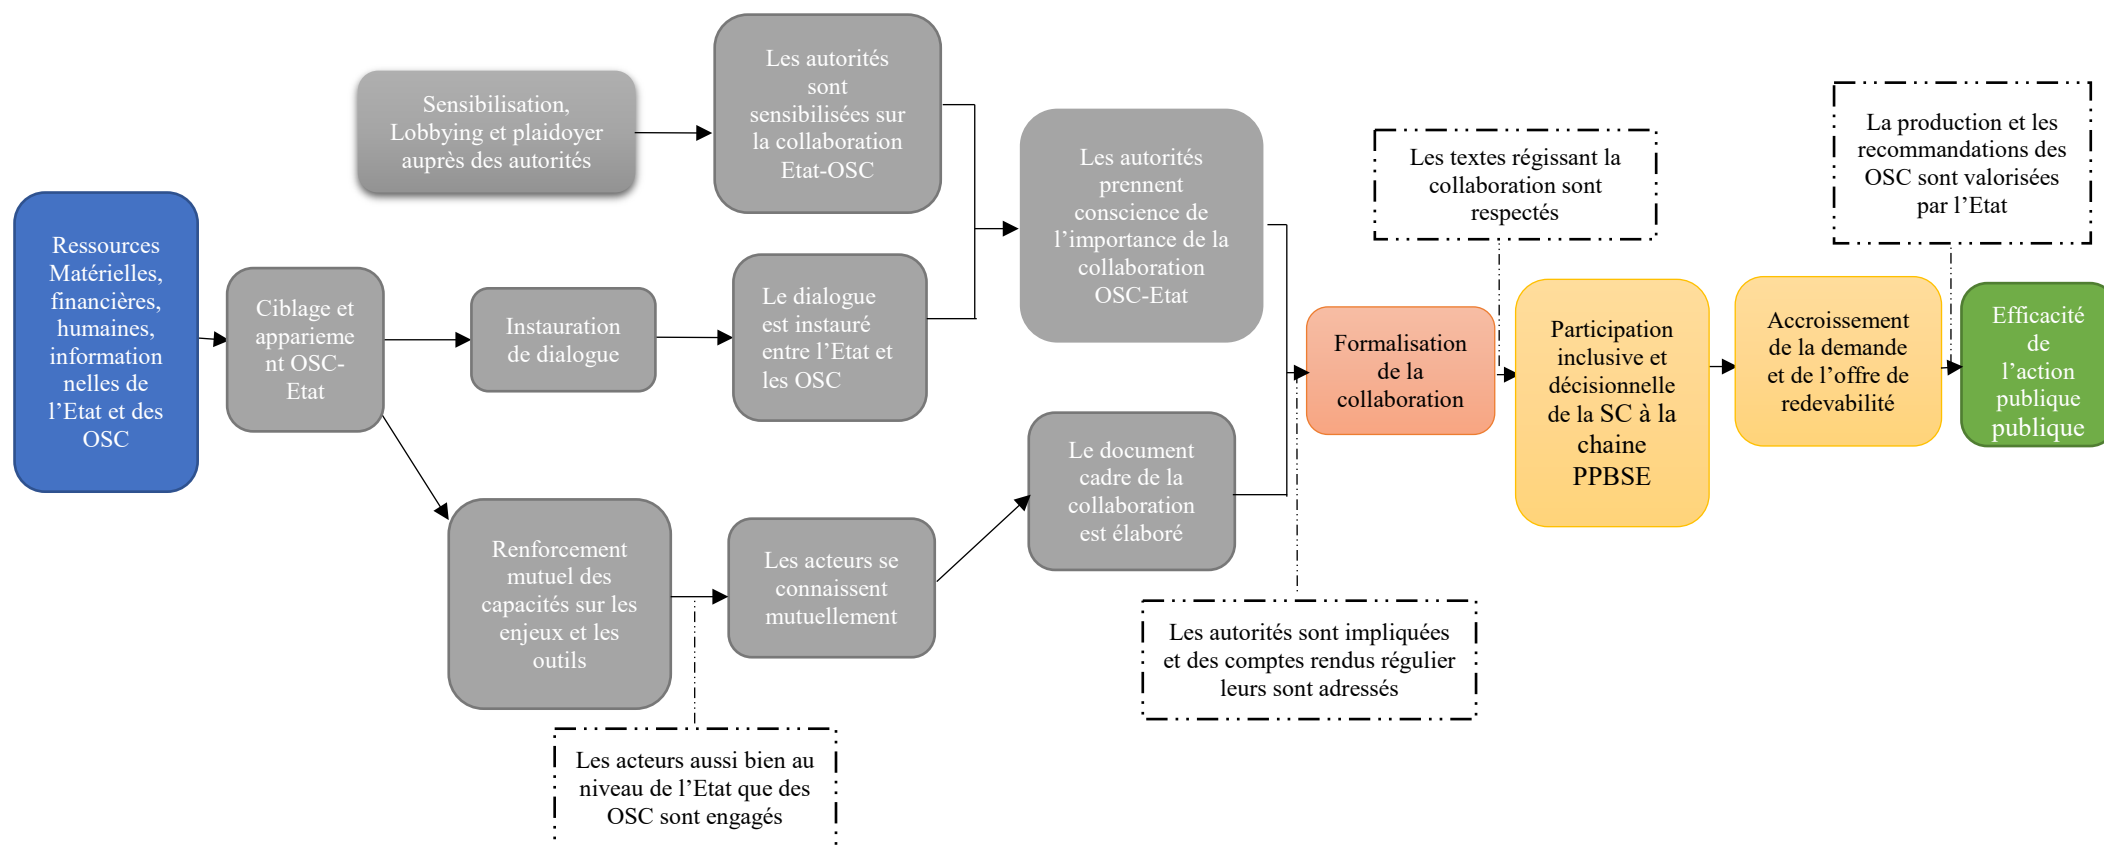 Ressources
Matérielles,
financières,
humaines,
information
nelles de
l’Etat et des
OSC
Ciblage et
apparieme
nt OSC-
Etat
Sensibilisation,
Lobbying et plaidoyer
auprès des autorités
Instauration
de dialogue
Renforcement
mutuel des
capacités sur les
enjeux et les
outils
Les autorités
sont
sensibilisées sur
la collaboration
Etat-OSC
Le dialogue
est instauré
entre l’Etat et
les OSC
Les acteurs se
connaissent
mutuellement
Les acteurs aussi bien au
niveau de l’Etat que des
OSC sont engagés
Les autorités
prennent
conscience de
l’importance de la
collaboration
OSC-Etat
Le document
cadre de la
collaboration
est élaboré
Les autorités sont impliquées
et des comptes rendus régulier
leurs sont adressés
Formalisation
de la
collaboration
Les textes régissant la
collaboration sont
respectés
Participation
inclusive et
décisionnelle
de la SC à la
chaine
PPBSE
Accroissement
de la demande
et de l’offre de
redevabilité
La production et les
recommandations des
OSC sont valorisées
par l’Etat
Efficacité
de
l’action
publique
publique